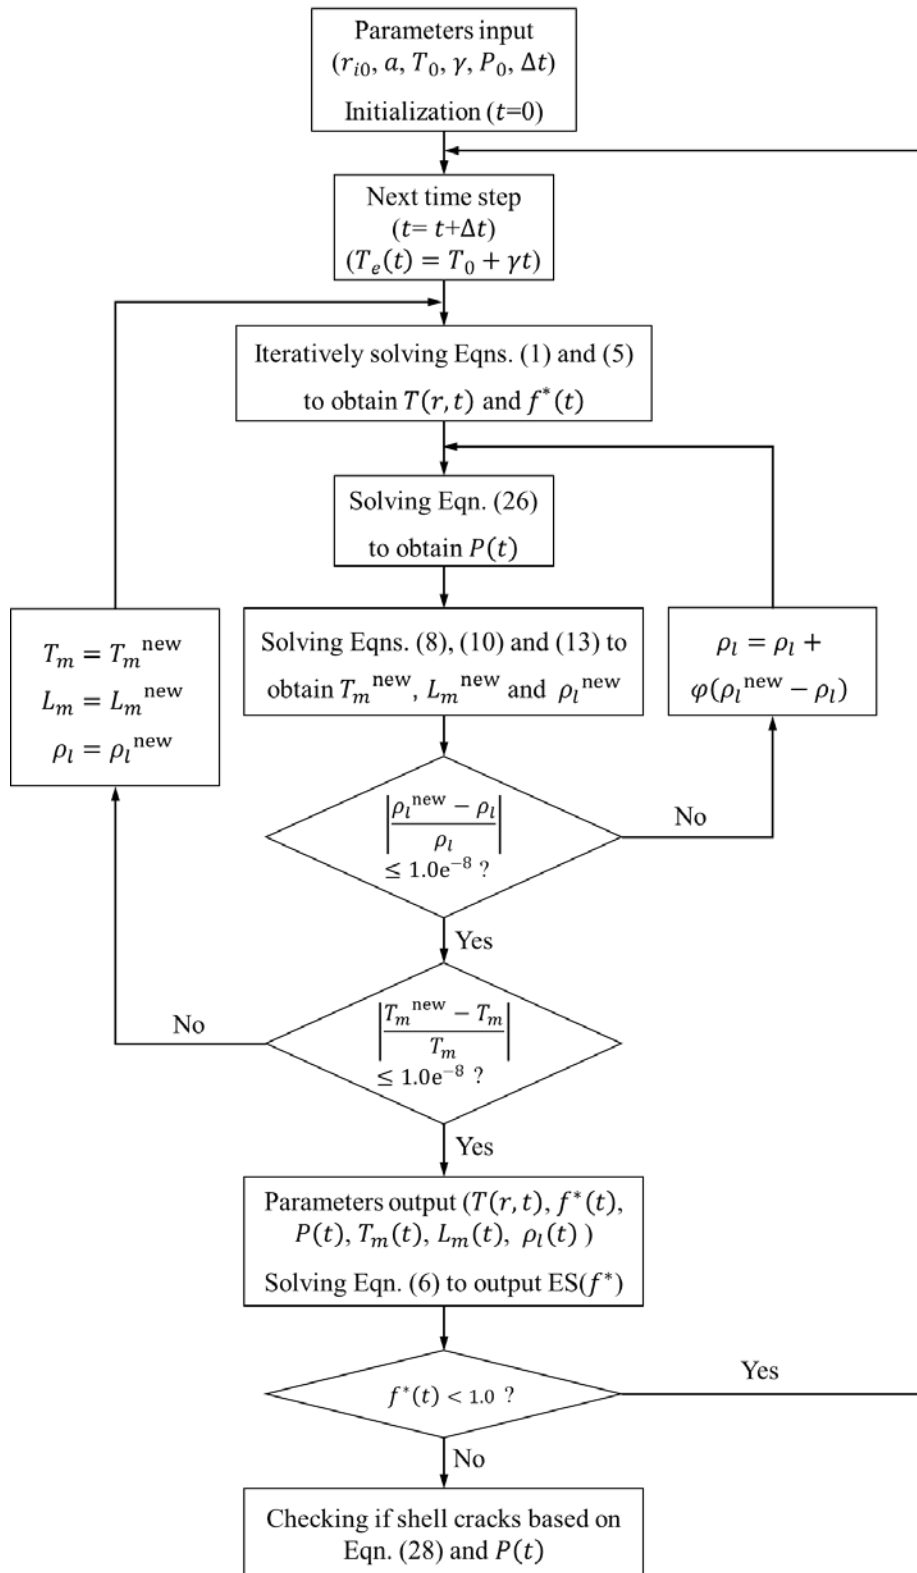 Parameters input
(r_{i0}, a, T_0, γ, P_0, Δt)
Initialization (t=0)
Next time step
(t= t+Δt)
(T_e(t) = T_0 + γt)
Iteratively solving Eqns. (1) and (5)
to obtain T(r, t) and f^*(t)
Solving Eqn. (26)
to obtain P(t)
Solving Eqns. (8), (10) and (13) to
obtain T_m^{new}, L_m^{new} and ρ_l^{new}
T_m = T_m^{new}
L_m = L_m^{new}
ρ_l = ρ_l^{new}
ρ_l = ρ_l +
φ(ρ_l^{new} − ρ_l)
|(ρ_l^{new} − ρ_l) / ρ_l|
≤ 1.0e^{−8} ?
No
Yes
|(T_m^{new} − T_m) / T_m|
≤ 1.0e^{−8} ?
No
Yes
Parameters output (T(r, t), f^*(t),
P(t), T_m(t), L_m(t), ρ_l(t) )
Solving Eqn. (6) to output ES(f^*)
f^*(t) < 1.0 ?
Yes
No
Checking if shell cracks based on
Eqn. (28) and P(t)